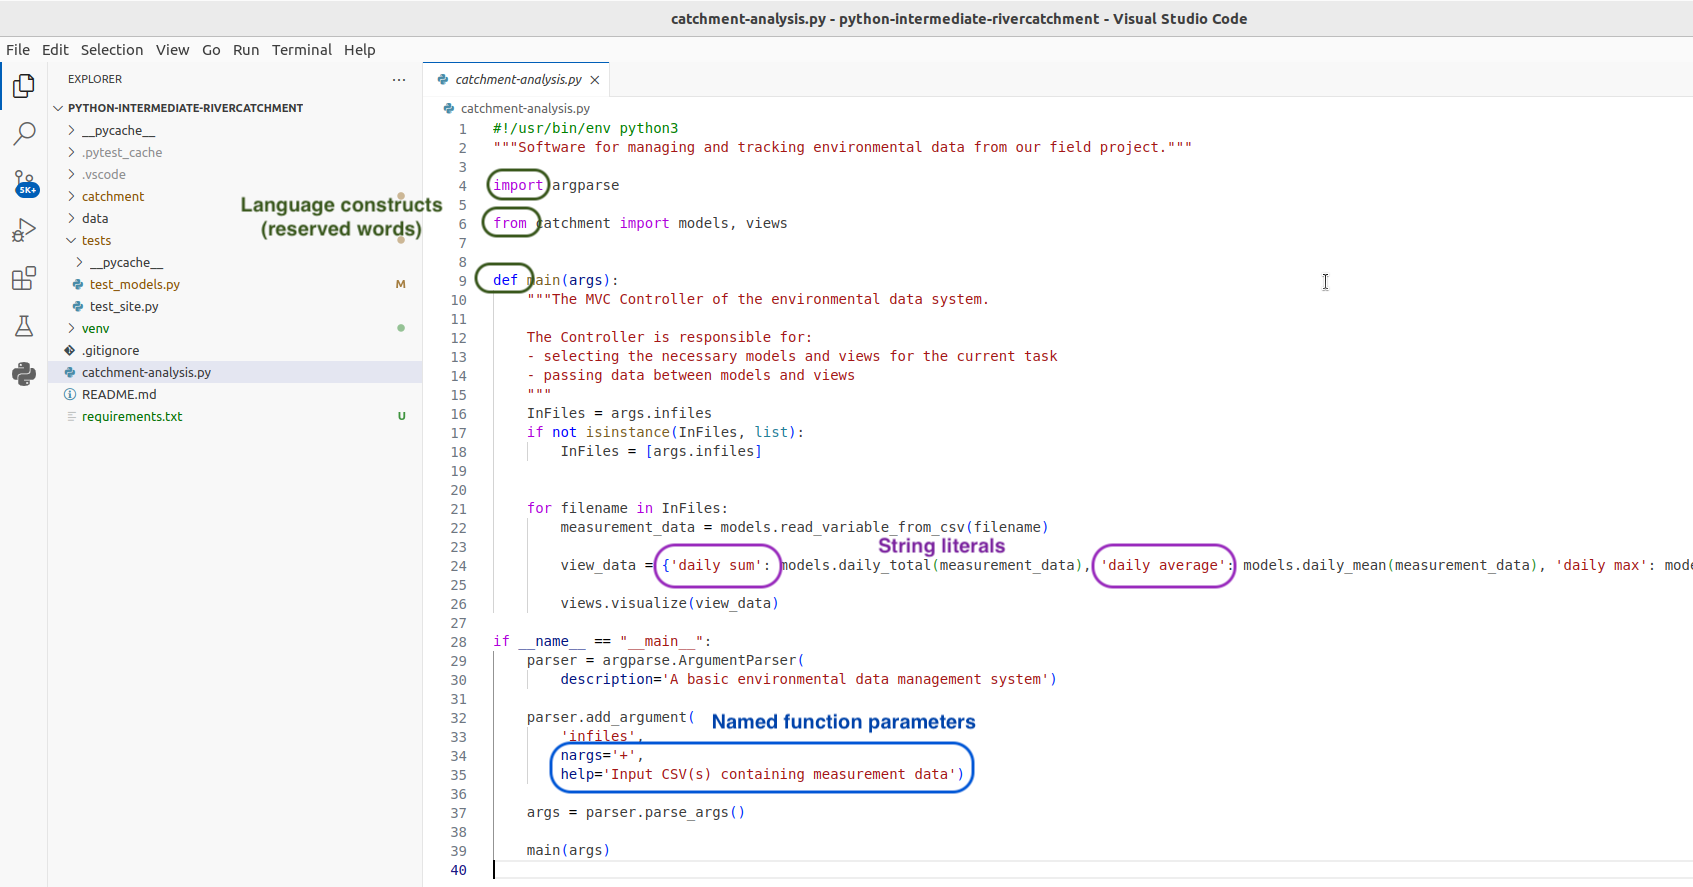 catchment-analysis.py - python-intermediate-rivercatchment - Visual Studio Code
File Edit Selection View Go Run Terminal Help
EXPLORER ···
PYTHON-INTERMEDIATE-RIVERCATCHMENT
__pycache__
.pytest_cache
.vscode
catchment
data
tests
__pycache__
test_models.py M
test_site.py
venv
.gitignore
catchment-analysis.py
README.md
requirements.txt U
5K+
Language constructs
(reserved words)
catchment-analysis.py
catchment-analysis.py
1 #!/usr/bin/env python3
2 """Software for managing and tracking environmental data from our field project."""
3
4 import argparse
5
6 from catchment import models, views
7
8
9 def main(args):
10 """The MVC Controller of the environmental data system.
11
12 The Controller is responsible for:
13 - selecting the necessary models and views for the current task
14 - passing data between models and views
15 """
16 InFiles = args.infiles
17 if not isinstance(InFiles, list):
18 InFiles = [args.infiles]
19
20
21 for filename in InFiles:
22 measurement_data = models.read_variable_from_csv(filename)
23
String literals
24 view_data = {'daily sum': models.daily_total(measurement_data), 'daily average': models.daily_mean(measurement_data), 'daily max': mode
25
26 views.visualize(view_data)
27
28 if __name__ == "__main__":
29 parser = argparse.ArgumentParser(
30 description='A basic environmental data management system')
31
32 parser.add_argument(
Named function parameters
33 'infiles',
34 nargs='+',
35 help='Input CSV(s) containing measurement data')
36
37 args = parser.parse_args()
38
39 main(args)
40